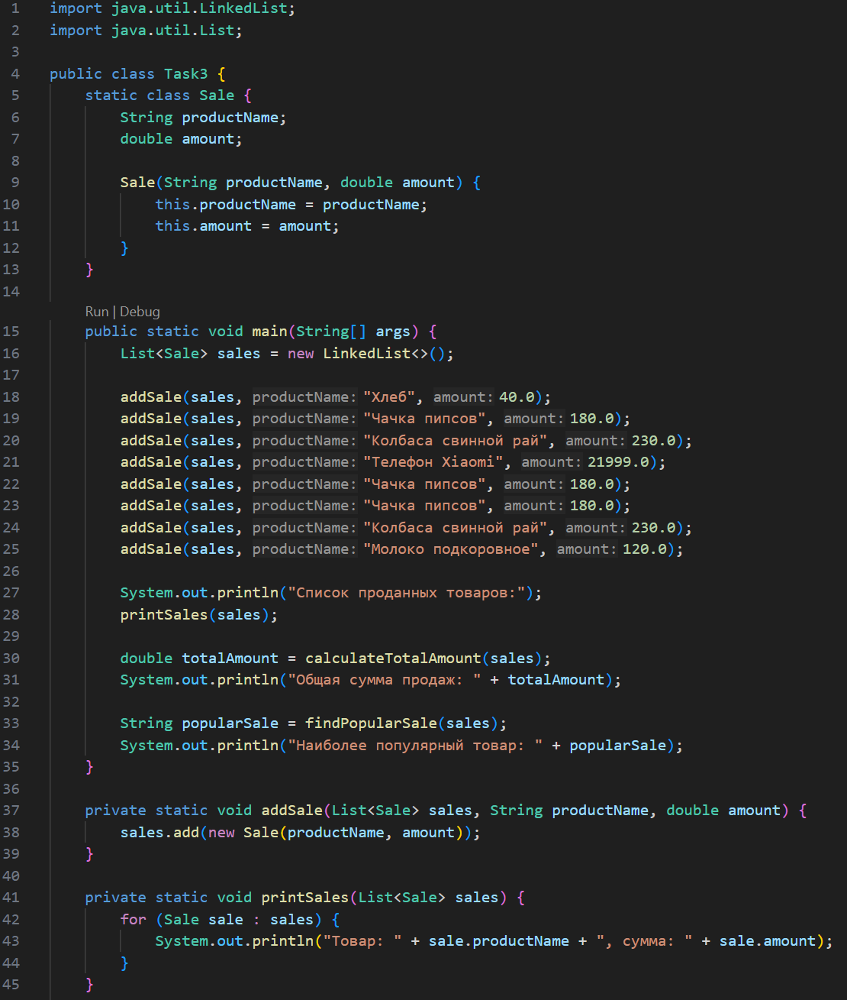 1 import java.util.LinkedList;
2 import java.util.List;
3
4 public class Task3 {
5 static class Sale {
6 String productName;
7 double amount;
8
9 Sale(String productName, double amount) {
10 this.productName = productName;
11 this.amount = amount;
12 }
13 }
14
Run | Debug
15 public static void main(String[] args) {
16 List<Sale> sales = new LinkedList<>();
17
18 addSale(sales, productName: "Хлеб", amount: 40.0);
19 addSale(sales, productName: "Чачка пипсов", amount: 180.0);
20 addSale(sales, productName: "Колбаса свинной рай", amount: 230.0);
21 addSale(sales, productName: "Телефон Xiaomi", amount: 21999.0);
22 addSale(sales, productName: "Чачка пипсов", amount: 180.0);
23 addSale(sales, productName: "Чачка пипсов", amount: 180.0);
24 addSale(sales, productName: "Колбаса свинной рай", amount: 230.0);
25 addSale(sales, productName: "Молоко подкоровное", amount: 120.0);
26
27 System.out.println("Список проданных товаров:");
28 printSales(sales);
29
30 double totalAmount = calculateTotalAmount(sales);
31 System.out.println("Общая сумма продаж: " + totalAmount);
32
33 String popularSale = findPopularSale(sales);
34 System.out.println("Наиболее популярный товар: " + popularSale);
35 }
36
37 private static void addSale(List<Sale> sales, String productName, double amount) {
38 sales.add(new Sale(productName, amount));
39 }
40
41 private static void printSales(List<Sale> sales) {
42 for (Sale sale : sales) {
43 System.out.println("Товар: " + sale.productName + ", сумма: " + sale.amount);
44 }
45 }